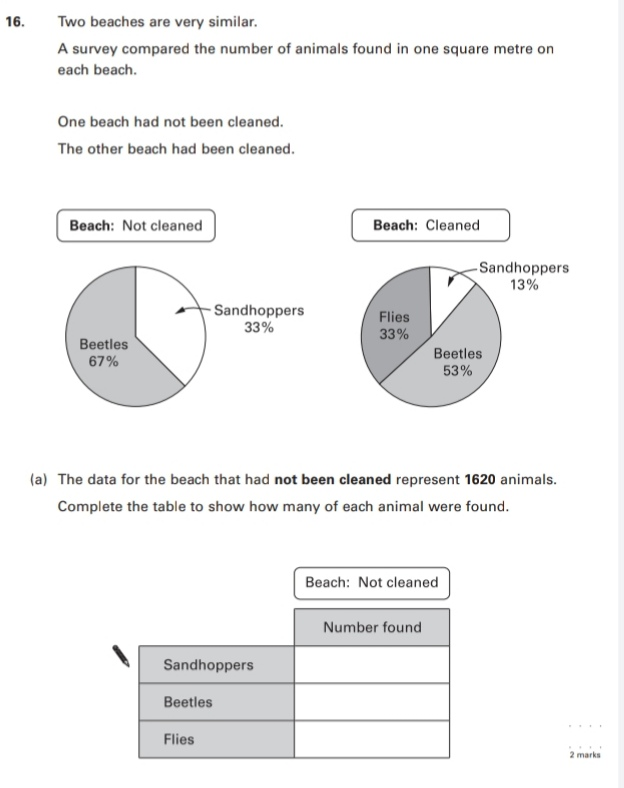 16. Two beaches are very similar.
A survey compared the number of animals found in one square metre on
each beach.
One beach had not been cleaned.
The other beach had been cleaned.
Beach: Not cleaned
Beach: Cleaned
Sandhoppers
33%
Beetles
67%
Sandhoppers
13%
Flies
33%
Beetles
53%
(a) The data for the beach that had not been cleaned represent 1620 animals.
Complete the table to show how many of each animal were found.
Beach: Not cleaned
Number found
Sandhoppers
Beetles
Flies
2 marks